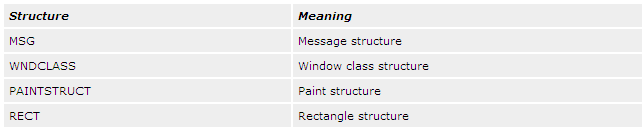 Structure Meaning
MSG Message structure
WNDCLASS Window class structure
PAINTSTRUCT Paint structure
RECT Rectangle structure